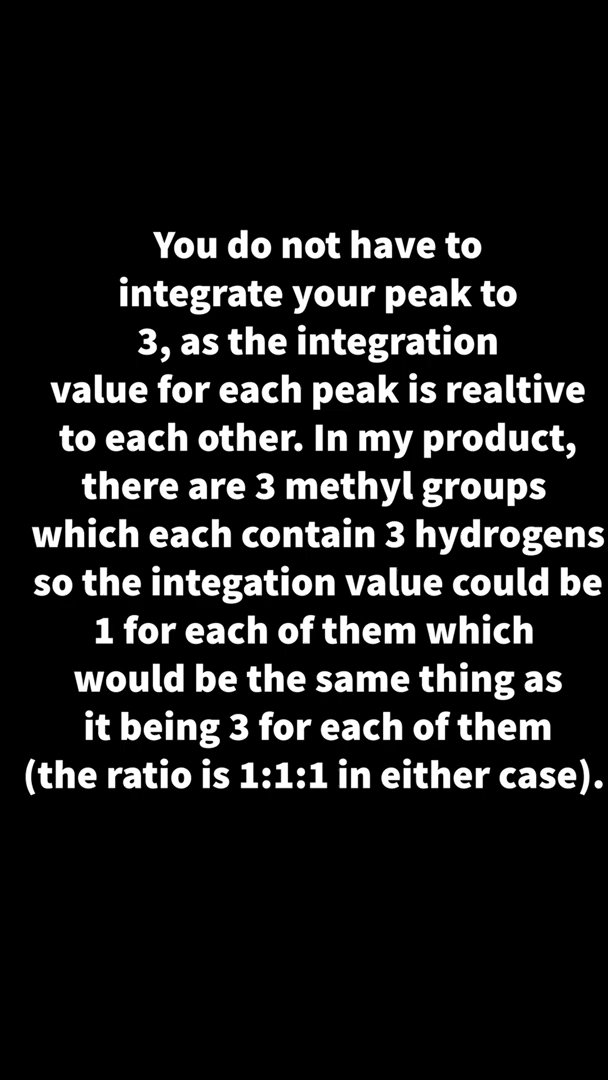 You do not have to
integrate your peak to
3, as the integration
value for each peak is realtive
to each other. In my product,
there are 3 methyl groups
which each contain 3 hydrogens
so the integation value could be
1 for each of them which
would be the same thing as
it being 3 for each of them
(the ratio is 1:1:1 in either case).